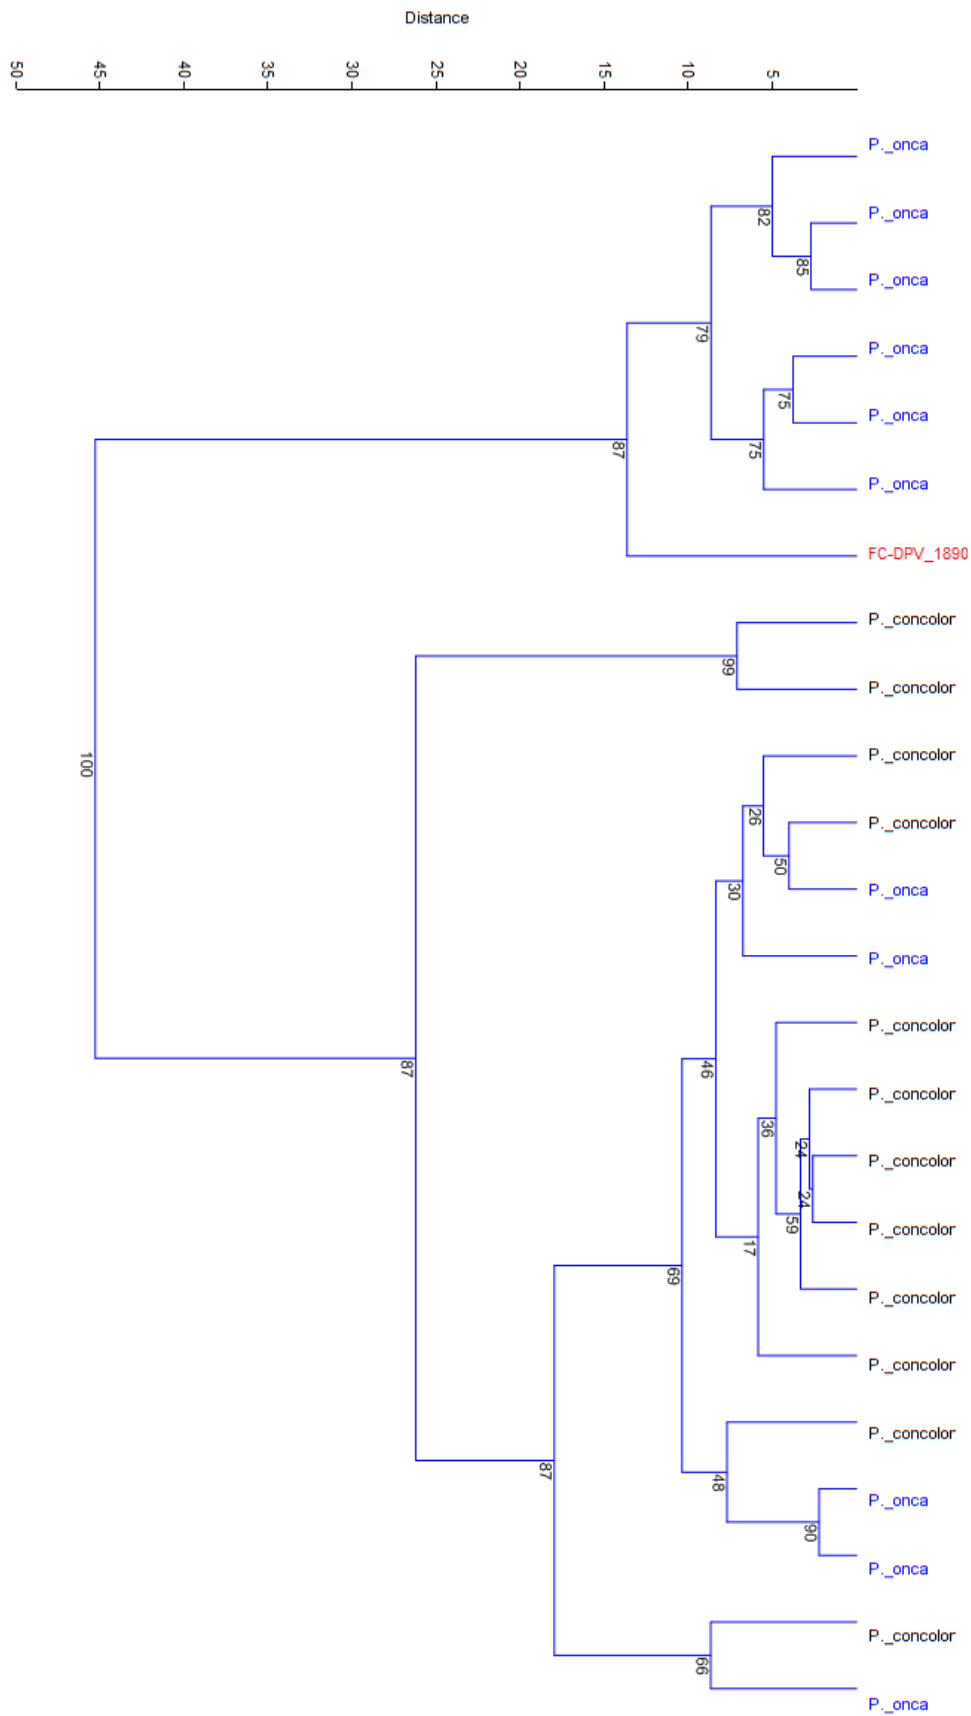 Distance
50 45 40 35 30 25 20 15 10 5
P._onca
82
P._onca
85
P._onca
79
P._onca
75
P._onca
87
75
P._onca
FC-DPV_1890
P._concolor
99
P._concolor
100
P._concolor
26
P._concolor
50
30
P._onca
P._onca
P._concolor
87
46
P._concolor
36
24
P._concolor
24
59
P._concolor
17
69
P._concolor
P._concolor
P._concolor
87
48
P._onca
90
P._onca
P._concolor
66
P._onca